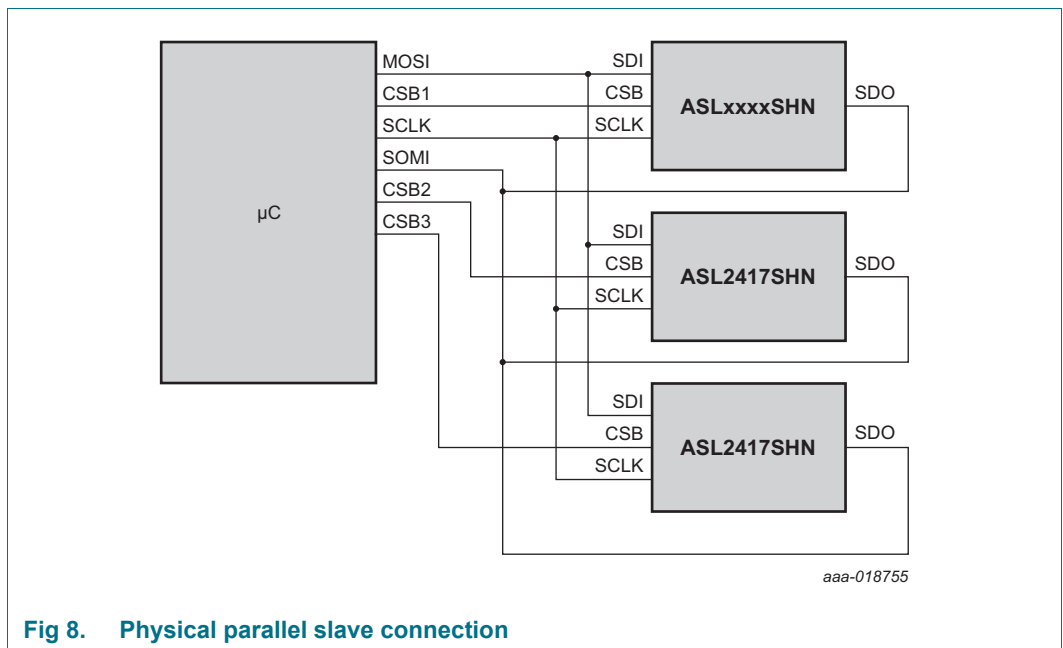 MOSI
CSB1
SCLK
SOMI
CSB2
CSB3
µC
SDI
CSB
SCLK
ASLxxxxSHN
SDO
SDI
CSB
SCLK
ASL2417SHN
SDO
SDI
CSB
SCLK
ASL2417SHN
SDO
aaa-018755
Fig 8. Physical parallel slave connection